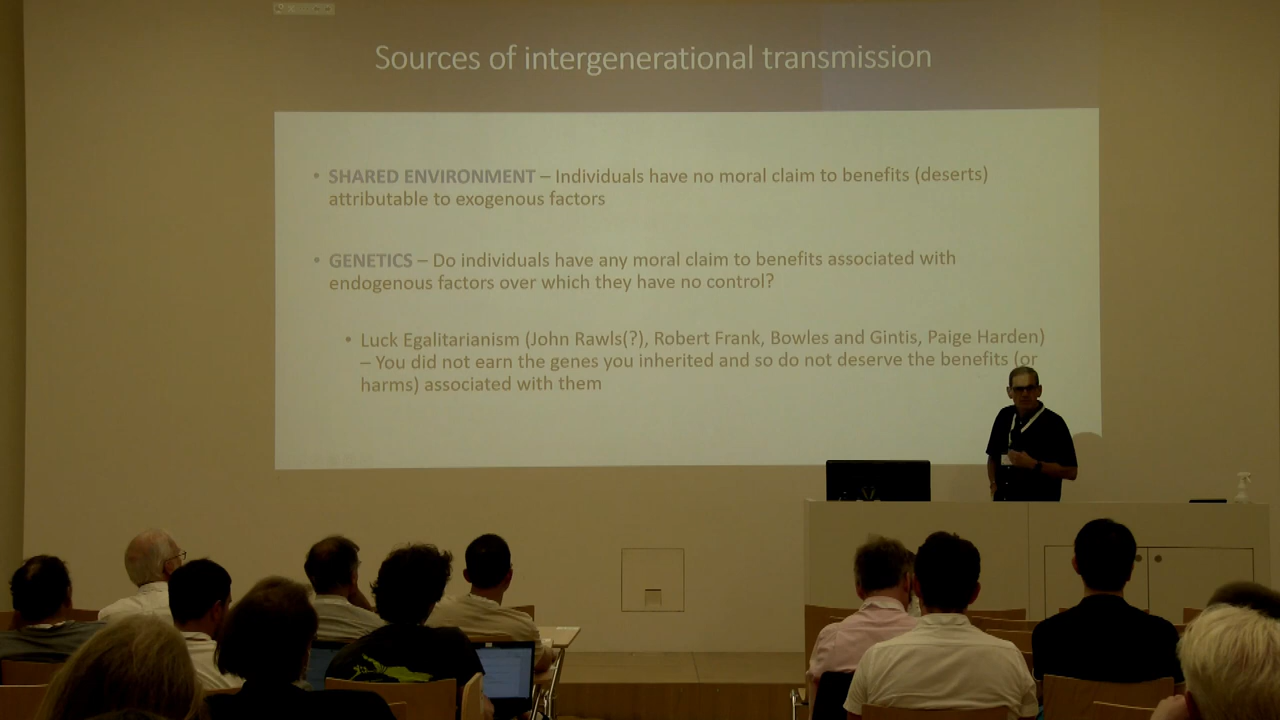 Sources of intergenerational transmission
• SHARED ENVIRONMENT – Individuals have no moral claim to benefits (deserts)
attributable to exogenous factors
• GENETICS – Do individuals have any moral claim to benefits associated with
endogenous factors over which they have no control?
• Luck Egalitarianism (John Rawls(?), Robert Frank, Bowles and Gintis, Paige Harden)
– You did not earn the genes you inherited and so do not deserve the benefits (or
harms) associated with them